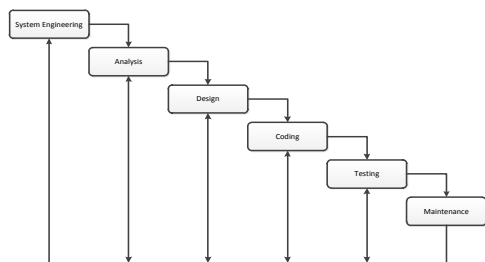 System Engineering
Analysis
Design
Coding
Testing
Maintenance